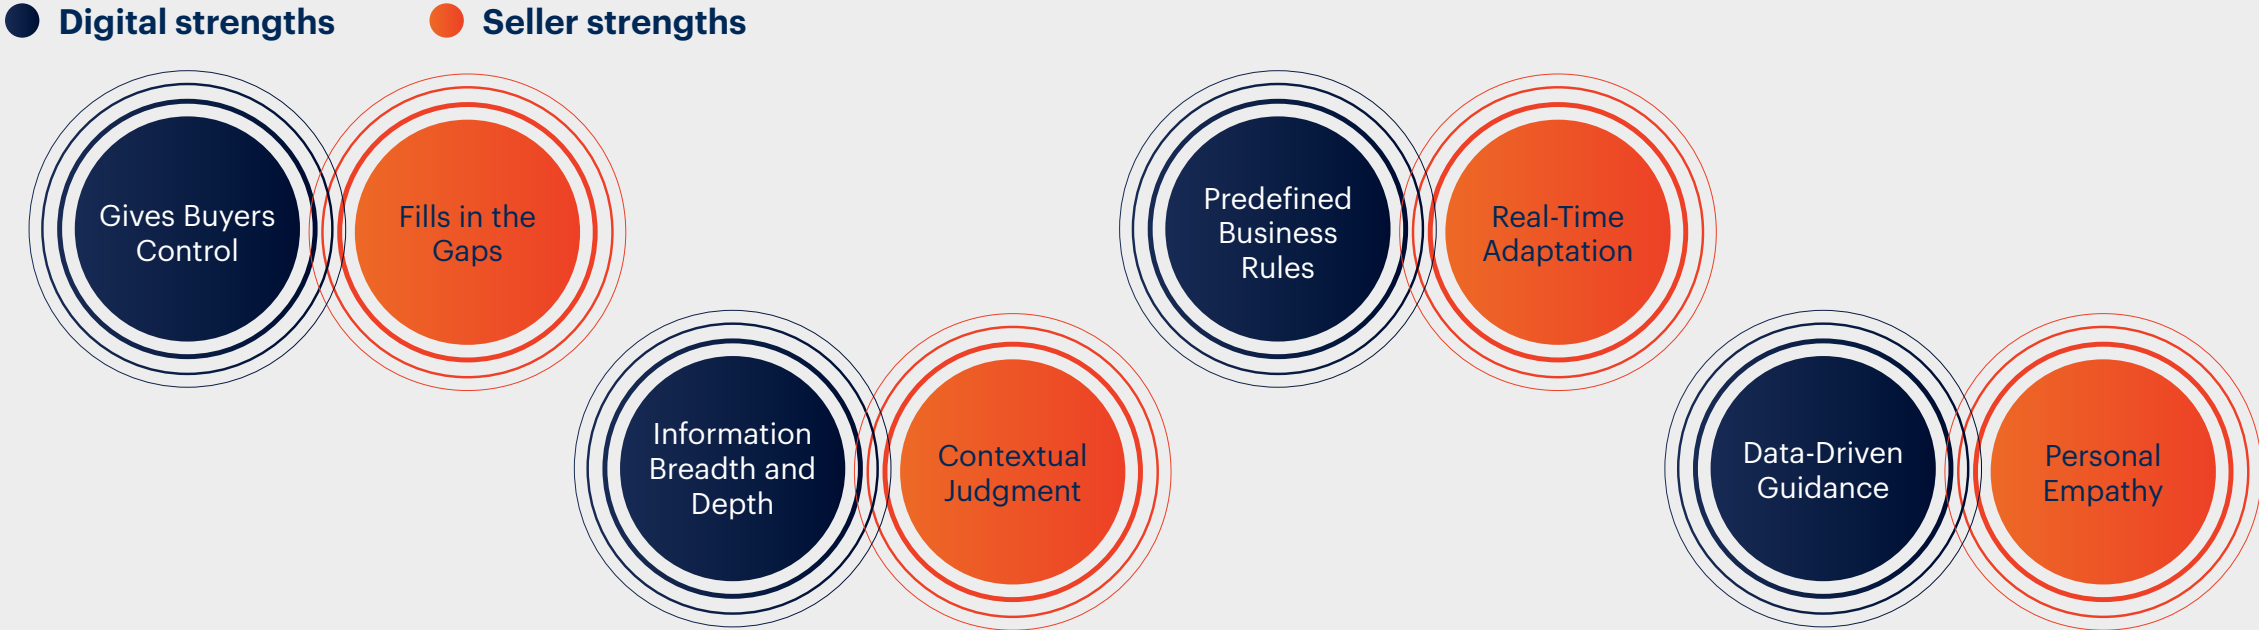 Digital strengths
Seller strengths
Gives Buyers
Control
Fills in the
Gaps
Information
Breadth and
Depth
Contextual
Judgment
Predefined
Business
Rules
Real-Time
Adaptation
Data-Driven
Guidance
Personal
Empathy